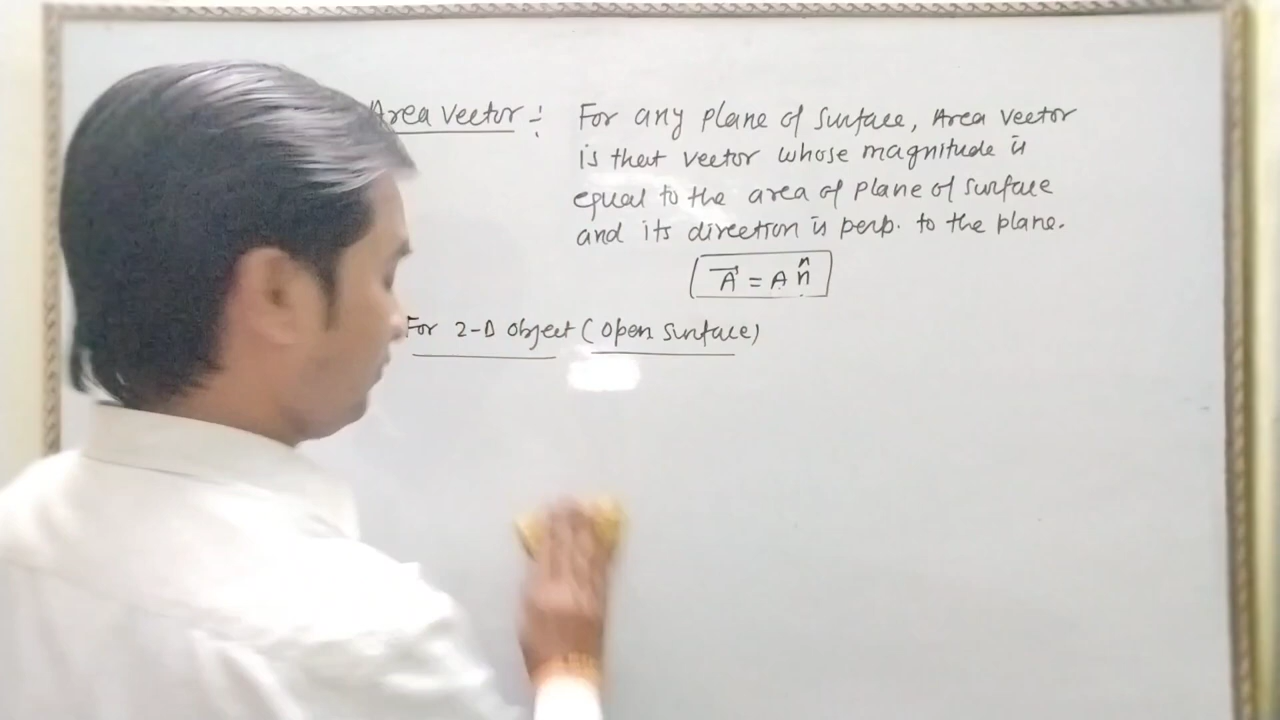 Area Vector :- For any plane of surface, Area vector
is that vector whose magnitude is
equal to the area of plane of surface
and its direction is perp. to the plane.
A⃗ = A n̂
For 2-D object (open surface)